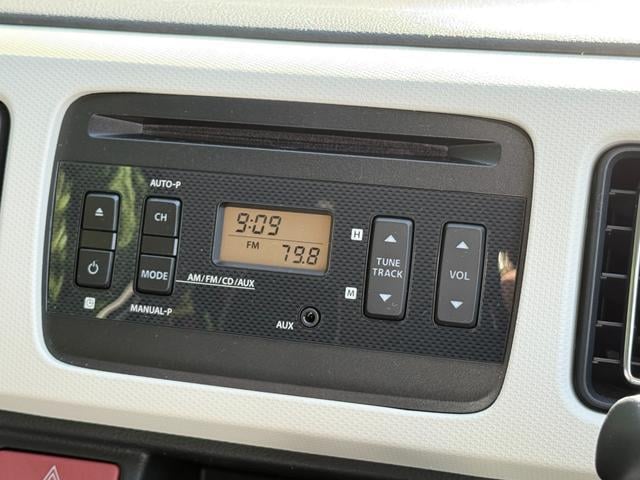 AUTO-P
CH
MODE
AM/FM/CD/AUX
MANUAL-P
9:09
FM 79.8
AUX
H
M
TUNE
TRACK
VOL